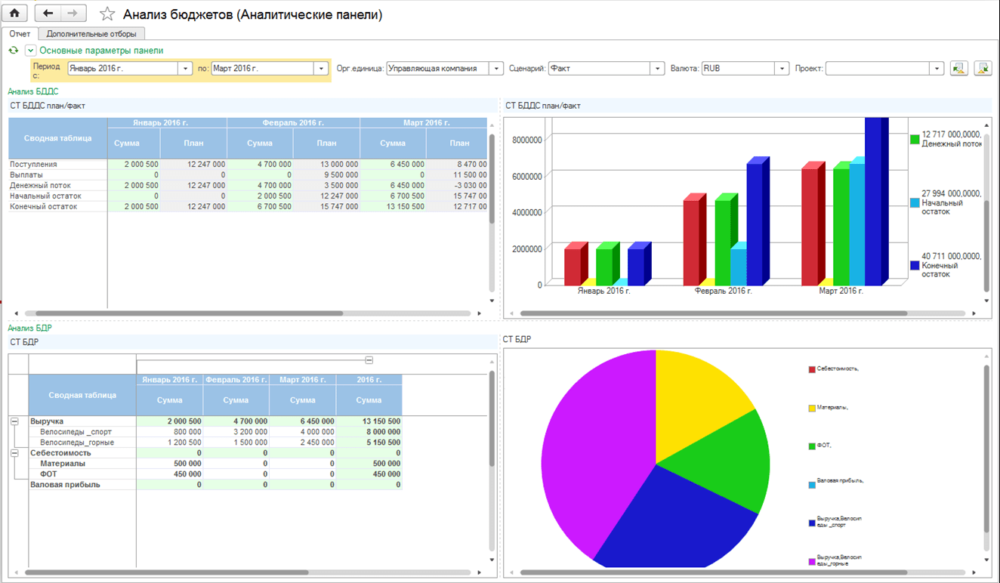 Анализ бюджетов (Аналитические панели)
Отчет Дополнительные отборы
Основные параметры панели
Период с: Январь 2016 г. по: Март 2016 г. Орг.единица: Управляющая компания Сценарий: Факт Валюта: RUB Проект:
Анализ БДДС
СТ БДДС план/факт
Сводная таблица Январь 2016 г. Февраль 2016 г. Март 2016 г.
Сумма План Сумма План Сумма План
Поступления 2 000 500 12 247 000 4 700 000 13 000 000 6 450 000 8 470 00
Выплаты 0 0 0 9 500 000 0 11 500 00
Денежный поток 2 000 500 12 247 000 4 700 000 3 500 000 6 450 000 -3 030 00
Начальный остаток 0 0 2 000 500 12 247 000 6 700 500 15 747 00
Конечный остаток 2 000 500 12 247 000 6 700 500 15 747 000 13 150 500 12 717 00
СТ БДДС план/факт
8000000
6000000
4000000
2000000
0
Январь 2016 г. Февраль 2016 г. Март 2016 г.
12 717 000,0000,
Денежный поток
27 994 000,0000,
Начальный
остаток
40 711 000,0000,
Конечный
остаток
Анализ БДР
СТ БДР
Сводная таблица Январь 2016 г. Февраль 2016 г. Март 2016 г. 2016 г.
Сумма Сумма Сумма Сумма
Выручка 2 000 500 4 700 000 6 450 000 13 150 500
Велосипеды _спорт 800 000 3 200 000 4 000 000 8 000 000
Велосипеды_горные 1 200 500 1 500 000 2 450 000 5 150 500
Себестоимость 0 0 0 0
Материалы 500 000 0 0 500 000
ФОТ 450 000 0 0 450 000
Валовая прибыль 0 0 0 0
СТ БДР
Себестоимость,
Материалы,
ФОТ,
Валовая прибыль,
Выручка,Велосип
еды _спорт
Выручка,Велосип
еды_горные